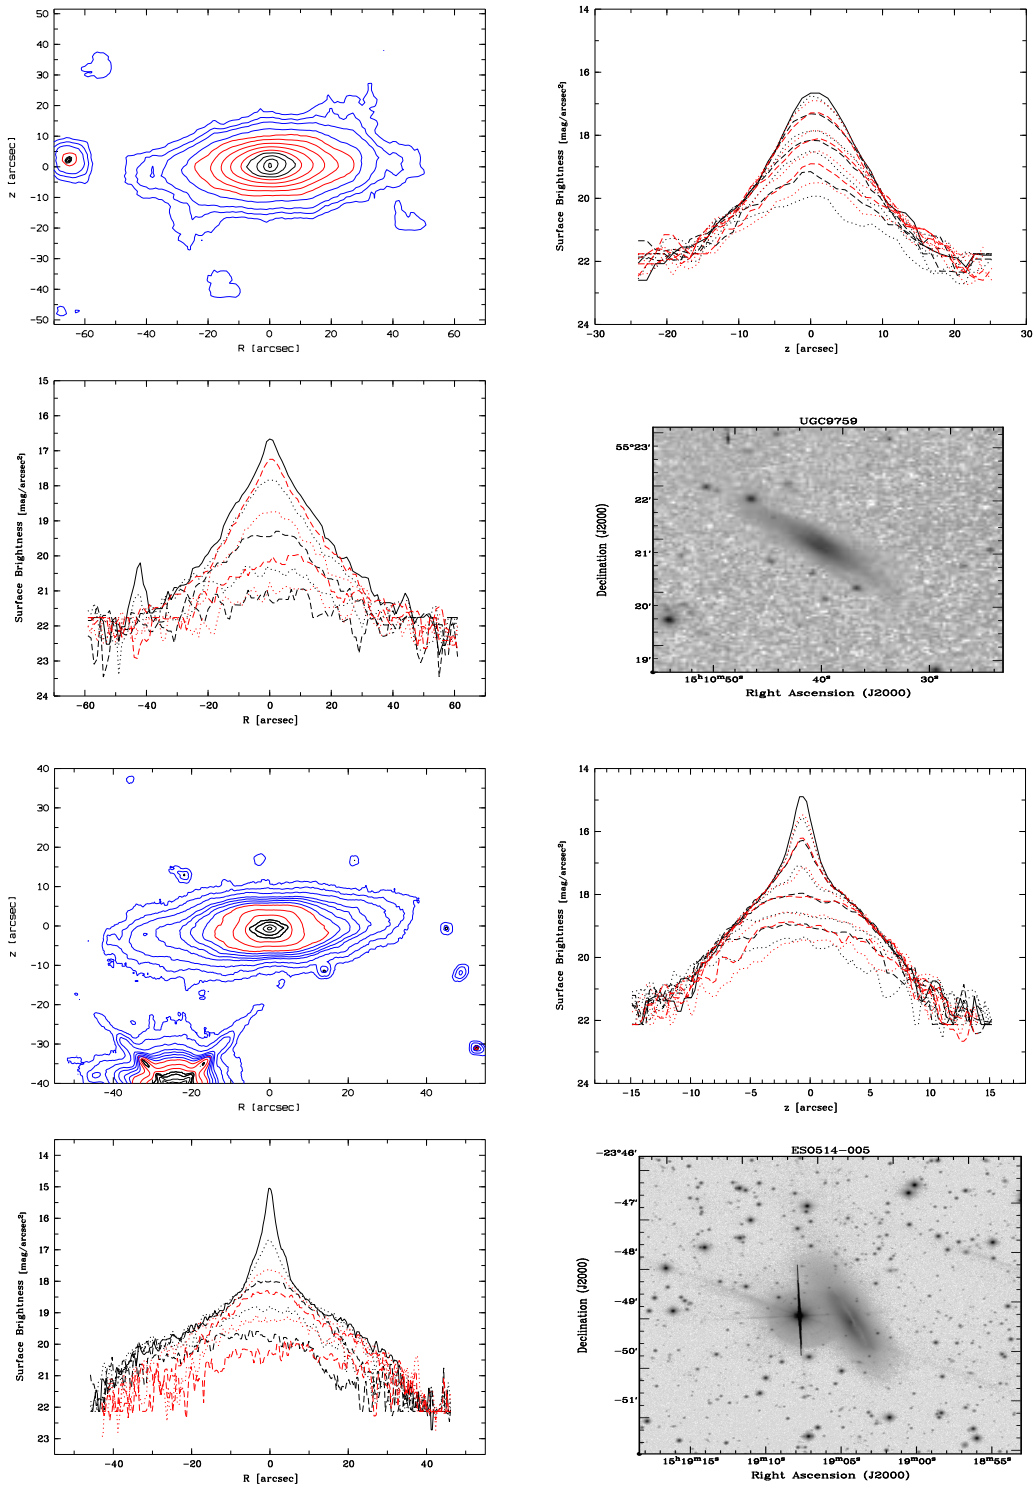 50
40
30
20
10
0
−10
−20
−30
−40
−50
z [arcsec]
−60 −40 −20 0 20 40 60
R [arcsec]
14
16
18
20
22
24
Surface Brightness [mag/arcsec²]
−30 −20 −10 0 10 20 30
z [arcsec]
15
16
17
18
19
20
21
22
23
24
Surface Brightness [mag/arcsec²]
−60 −40 −20 0 20 40 60
R [arcsec]
UGC9759
55°23′
22′
21′
20′
19′
Declination (J2000)
15ʰ10ᵐ50ˢ 40ˢ 30ˢ
Right Ascension (J2000)
40
30
20
10
0
−10
−20
−30
−40
z [arcsec]
−40 −20 0 20 40
R [arcsec]
14
16
18
20
22
24
Surface Brightness [mag/arcsec²]
−15 −10 −5 0 5 10 15
z [arcsec]
14
15
16
17
18
19
20
21
22
23
Surface Brightness [mag/arcsec²]
−40 −20 0 20 40
R [arcsec]
ESO514−005
−23°46′
−47′
−48′
−49′
−50′
−51′
Declination (J2000)
15ʰ19ᵐ15ˢ 19ᵐ10ˢ 19ᵐ05ˢ 19ᵐ00ˢ 18ᵐ55ˢ
Right Ascension (J2000)